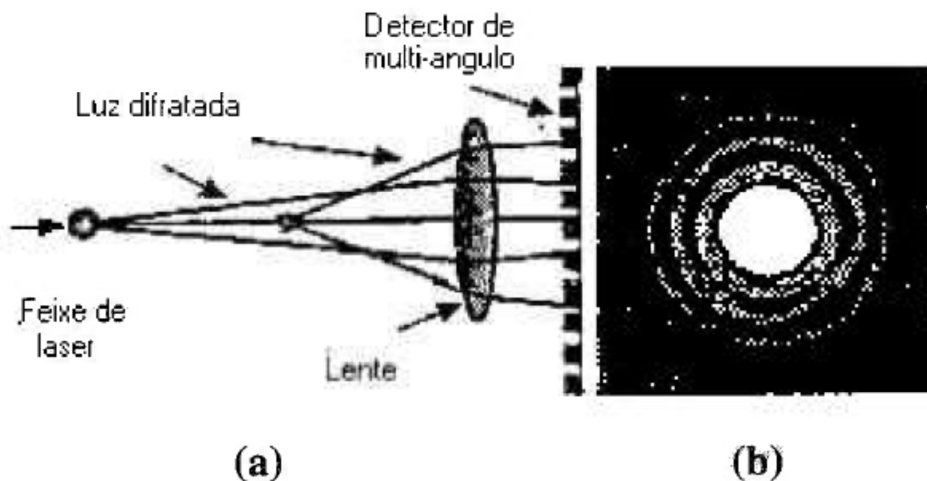 Detector de
multi-angulo
Luz difratada
Feixe de
laser
Lente
(a)
(b)